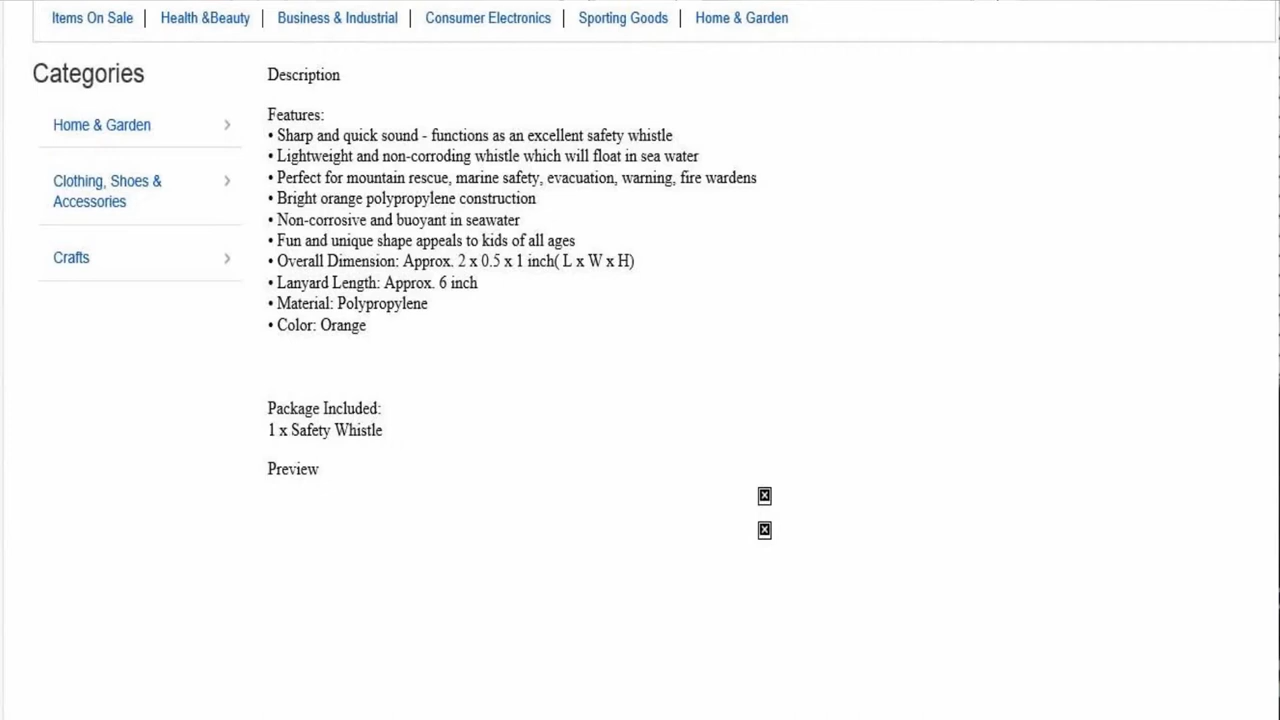 Items On Sale | Health &Beauty | Business & Industrial | Consumer Electronics | Sporting Goods | Home & Garden
Categories
Home & Garden
Clothing, Shoes &
Accessories
Crafts
Description
Features:
• Sharp and quick sound - functions as an excellent safety whistle
• Lightweight and non-corroding whistle which will float in sea water
• Perfect for mountain rescue, marine safety, evacuation, warning, fire wardens
• Bright orange polypropylene construction
• Non-corrosive and buoyant in seawater
• Fun and unique shape appeals to kids of all ages
• Overall Dimension: Approx. 2 x 0.5 x 1 inch( L x W x H)
• Lanyard Length: Approx. 6 inch
• Material: Polypropylene
• Color: Orange
Package Included:
1 x Safety Whistle
Preview